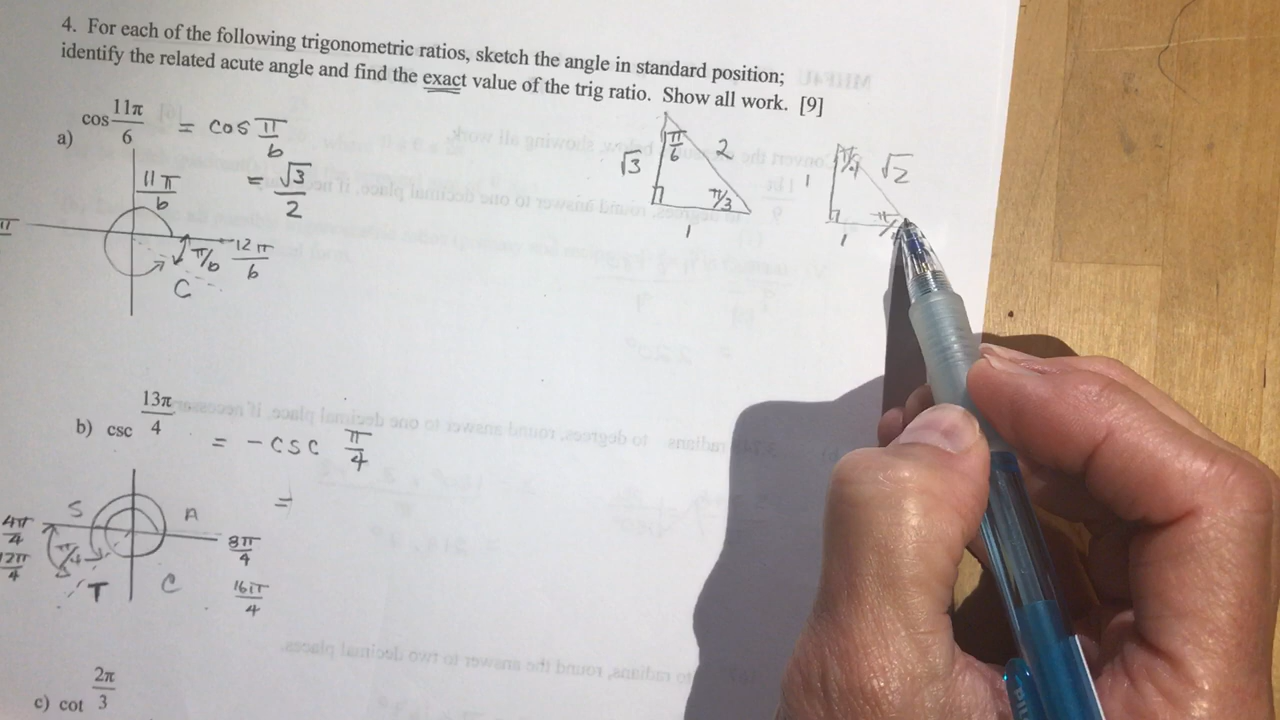 4. For each of the following trigonometric ratios, sketch the angle in standard position;
identify the related acute angle and find the exact value of the trig ratio. Show all work. [9]
a) cos 11π/6 = cos π/6
= √3/2
11π/6
π
π/6 12π/6
C
√3 π/6 2
π/3
1
π/4 √2
1
1
b) csc 13π/4 = - csc π/4
=
S A
4π/4 8π/4
12π/4 π/4 16π/4
T C
c) cot 2π/3